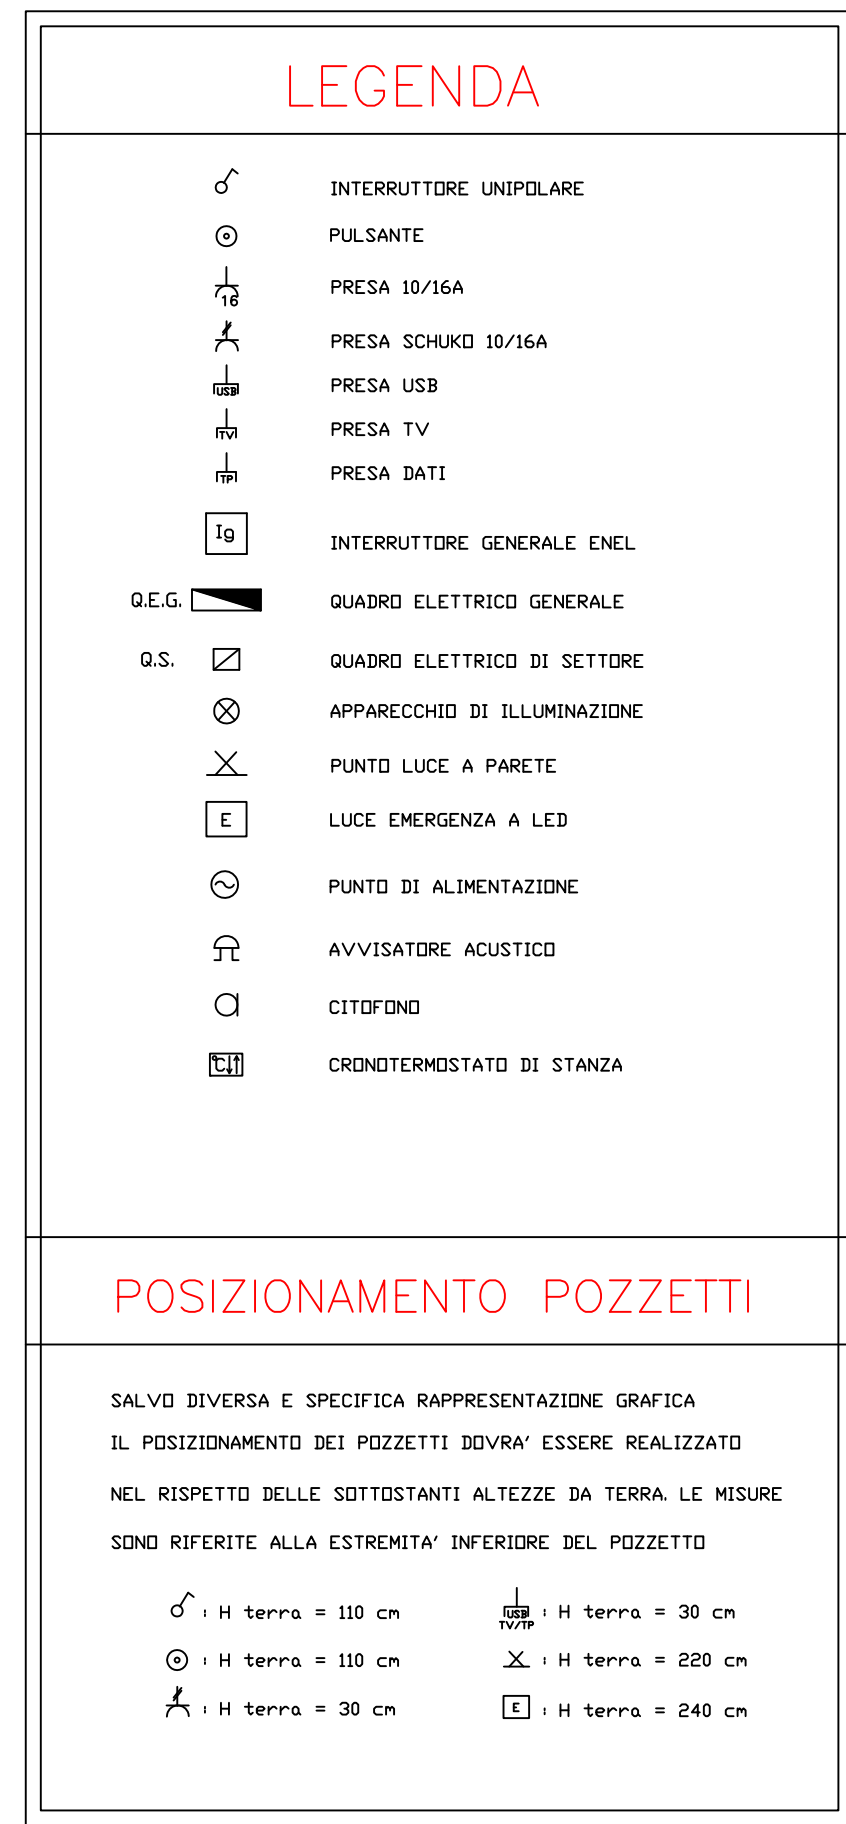 LEGENDA
INTERRUTTORE UNIPOLARE
PULSANTE
16 PRESA 10/16A
PRESA SCHUKO 10/16A
USB PRESA USB
TV PRESA TV
TP PRESA DATI
Ig INTERRUTTORE GENERALE ENEL
Q.E.G. QUADRO ELETTRICO GENERALE
Q.S. QUADRO ELETTRICO DI SETTORE
APPARECCHIO DI ILLUMINAZIONE
PUNTO LUCE A PARETE
E LUCE EMERGENZA A LED
PUNTO DI ALIMENTAZIONE
AVVISATORE ACUSTICO
CITOFONO
°C↓↑ CRONOTERMOSTATO DI STANZA
POSIZIONAMENTO POZZETTI
SALVO DIVERSA E SPECIFICA RAPPRESENTAZIONE GRAFICA
IL POSIZIONAMENTO DEI POZZETTI DOVRA' ESSERE REALIZZATO
NEL RISPETTO DELLE SOTTOSTANTI ALTEZZE DA TERRA. LE MISURE
SONO RIFERITE ALLA ESTREMITA' INFERIORE DEL POZZETTO
: H terra = 110 cm
: H terra = 110 cm
: H terra = 30 cm
USB TV/TP : H terra = 30 cm
: H terra = 220 cm
E : H terra = 240 cm